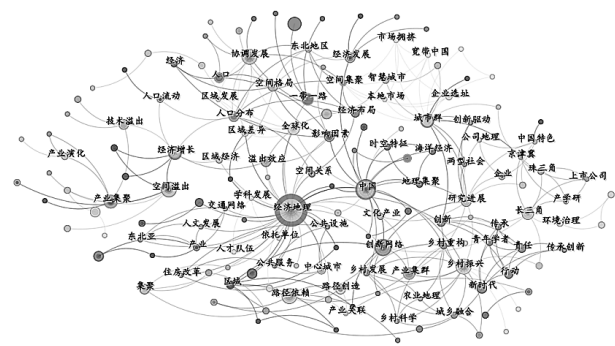 市场拥挤
东北地区
宽带中国
协调发展
经济发展
经济
人口
空间格局
空间集聚
智慧城市
人口流动
区域发展
一带一路
本地市场
企业选址
人口分布
经济布局
技术溢出
区域差异
全球化
影响因素
城市群
创新驱动
公司地理
中国特色
产业演化
经济增长
区域经济
溢出效应
时空特征
海洋经济
两型社会
京津冀
空间关系
企业
珠三角
空间溢出
中国
地理集聚
上市公司
产业集聚
学科发展
研究进展
产学研
交通网络
经济地理
文化产业
长三角
人文发展
公共设施
创新
传承
环境治理
东北亚
依托单位
产业
人才队伍
创新网络
乡村重构
青年学者
责任
传承创新
公共服务
中心城市
乡村发展
产业集群
乡村振兴
行动
住房改革
区域
集聚
路径依赖
路径创造
农业地理
新时代
产业关联
乡村科学
城乡融合